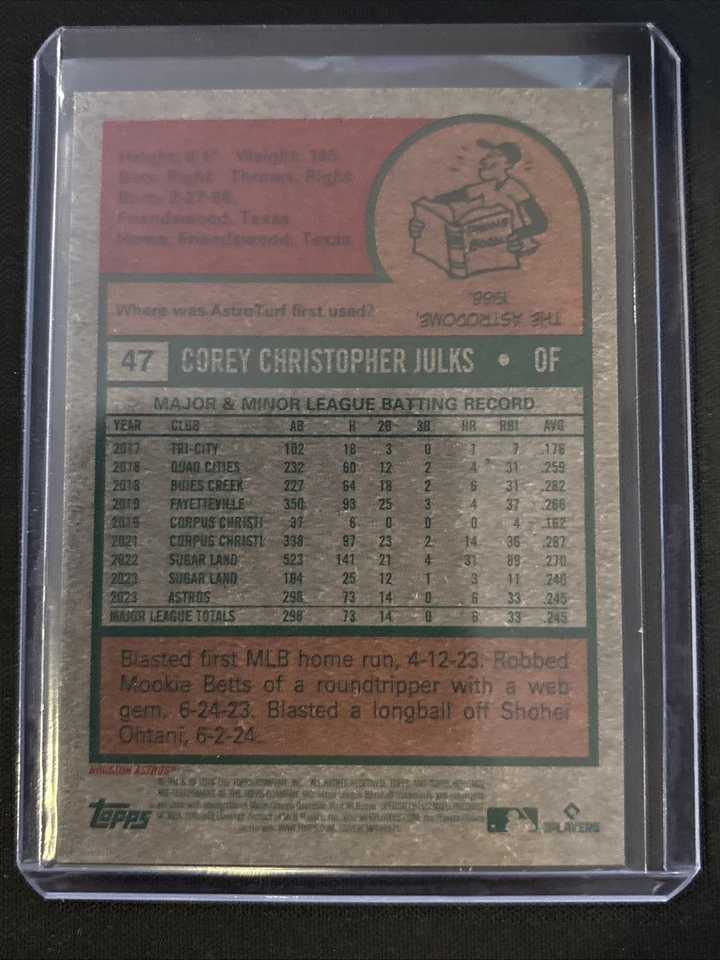 Height: 6'1" Weight: 185
Bats: Right Throws: Right
Born: 2-27-96,
Friendswood, Texas
Home: Friendswood, Texas
PHONE
BOOK
Where was AstroTurf first used?
THE ASTRODOME,
1966.
47 COREY CHRISTOPHER JULKS • OF
MAJOR & MINOR LEAGUE BATTING RECORD
YEAR CLUB AB H 2B 3B HR RBI AVG
2017 TRI-CITY 102 18 3 0 1 7 .176
2018 QUAD CITIES 232 60 12 2 4 31 .259
2018 BUIES CREEK 227 64 18 2 6 31 .282
2019 FAYETTEVILLE 350 93 25 3 4 37 .266
2019 CORPUS CHRISTI 37 6 0 0 0 4 .162
2021 CORPUS CHRISTI 338 97 23 2 14 36 .287
2022 SUGAR LAND 523 141 21 4 31 89 .270
2023 SUGAR LAND 104 25 12 1 3 11 .240
2023 ASTROS 298 73 14 0 6 33 .245
MAJOR LEAGUE TOTALS 298 73 14 0 6 33 .245
Blasted first MLB home run, 4-12-23. Robbed
Mookie Betts of a roundtripper with a web
gem, 6-24-23. Blasted a longball off Shohei
Ohtani, 6-2-24.
HOUSTON ASTROS
topps
PLAYERS